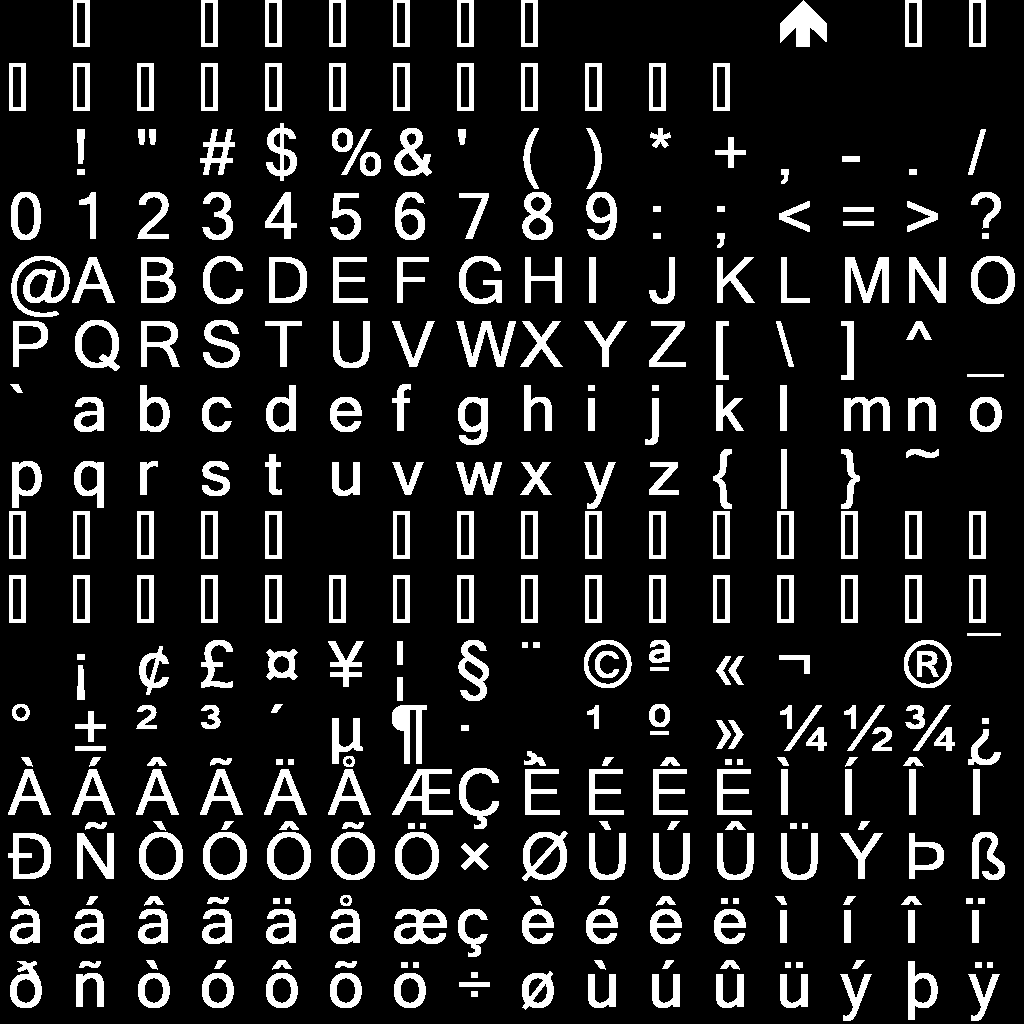 ▯ ▯ ▯ ▯ ▯ ▯ ▯ 🡹 ▯ ▯
▯ ▯ ▯ ▯ ▯ ▯ ▯ ▯ ▯ ▯ ▯ ▯
! " # $ % & ' ( ) * + , - . /
0 1 2 3 4 5 6 7 8 9 : ; < = > ?
@ A B C D E F G H I J K L M N O
P Q R S T U V W X Y Z [ \ ] ^ _
` a b c d e f g h i j k l m n o
p q r s t u v w x y z { | } ~
▯ ▯ ▯ ▯ ▯ ▯ ▯ ▯ ▯ ▯ ▯ ▯ ▯ ▯ ▯
▯ ▯ ▯ ▯ ▯ ▯ ▯ ▯ ▯ ▯ ▯ ▯ ▯ ▯ ▯ ▯
¡ ¢ £ ¤ ¥ ¦ § ¨ © ª « ¬ ® ¯
° ± ² ³ ´ µ ¶ · ¸ ¹ º » ¼ ½ ¾ ¿
À Á Â Ã Ä Å Æ Ç È É Ê Ë Ì Í Î Ï
Ð Ñ Ò Ó Ô Õ Ö × Ø Ù Ú Û Ü Ý Þ ß
à á â ã ä å æ ç è é ê ë ì í î ï
ð ñ ò ó ô õ ö ÷ ø ù ú û ü ý þ ÿ